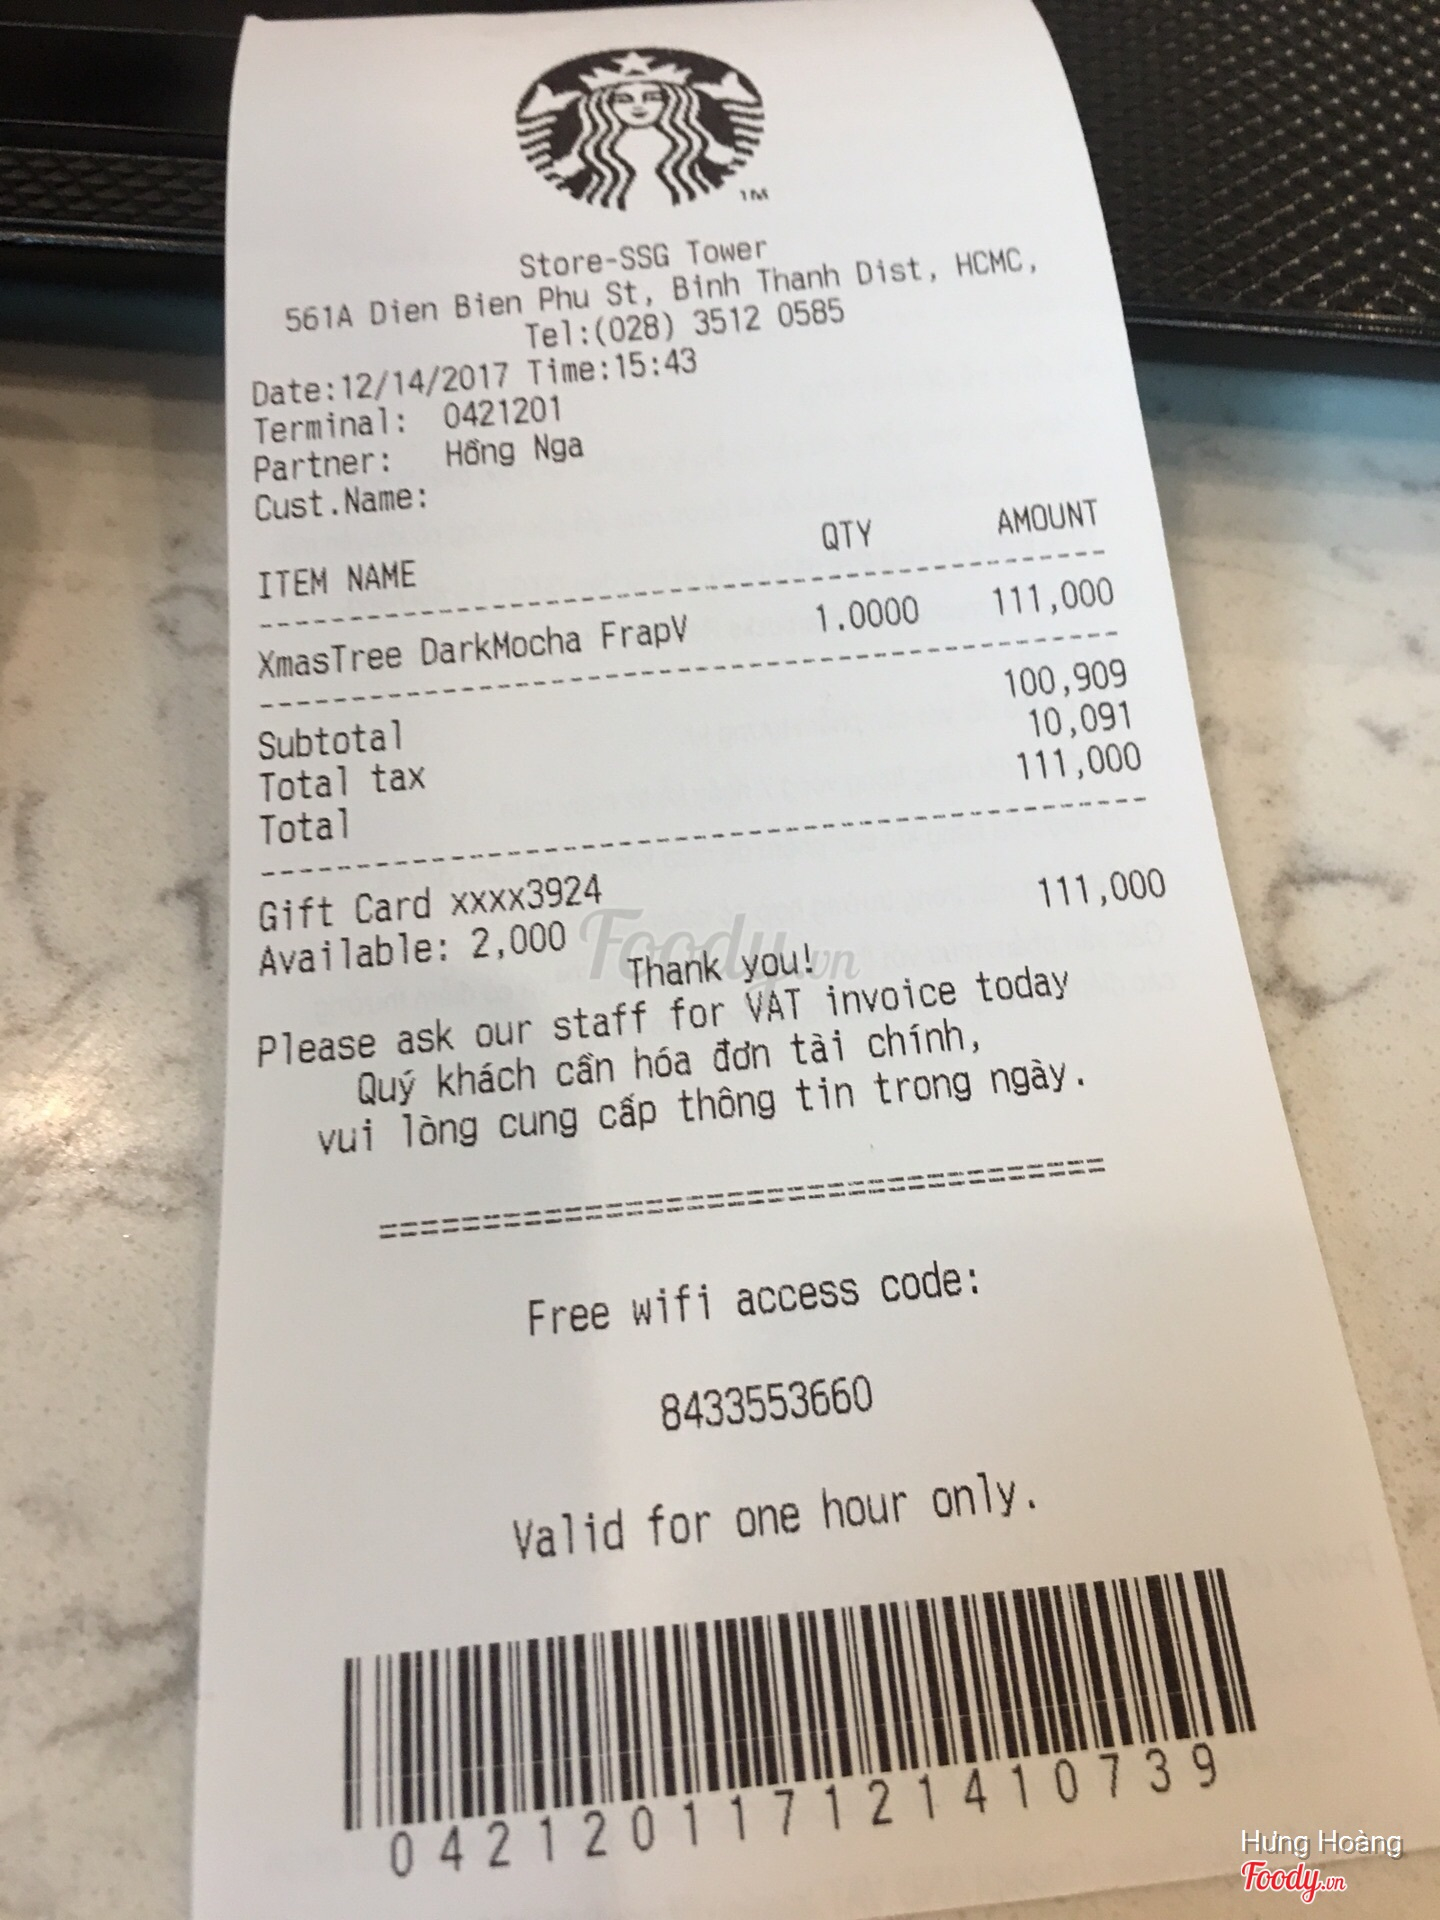 TM
Store-SSG Tower
561A Dien Bien Phu St, Binh Thanh Dist, HCMC,
Tel:(028) 3512 0585
Date:12/14/2017 Time:15:43
Terminal: 0421201
Partner: Hồng Nga
Cust.Name:
ITEM NAME QTY AMOUNT
XmasTree DarkMocha FrapV 1.0000 111,000
Subtotal 100,909
Total tax 10,091
Total 111,000
Gift Card xxxx3924 111,000
Available: 2,000
Foody.vn
Thank you!
Please ask our staff for VAT invoice today
Quý khách cần hóa đơn tài chính,
vui lòng cung cấp thông tin trong ngày.
Free wifi access code:
8433553660
Valid for one hour only.
042120117121410739
Hưng Hoàng
Foody.vn